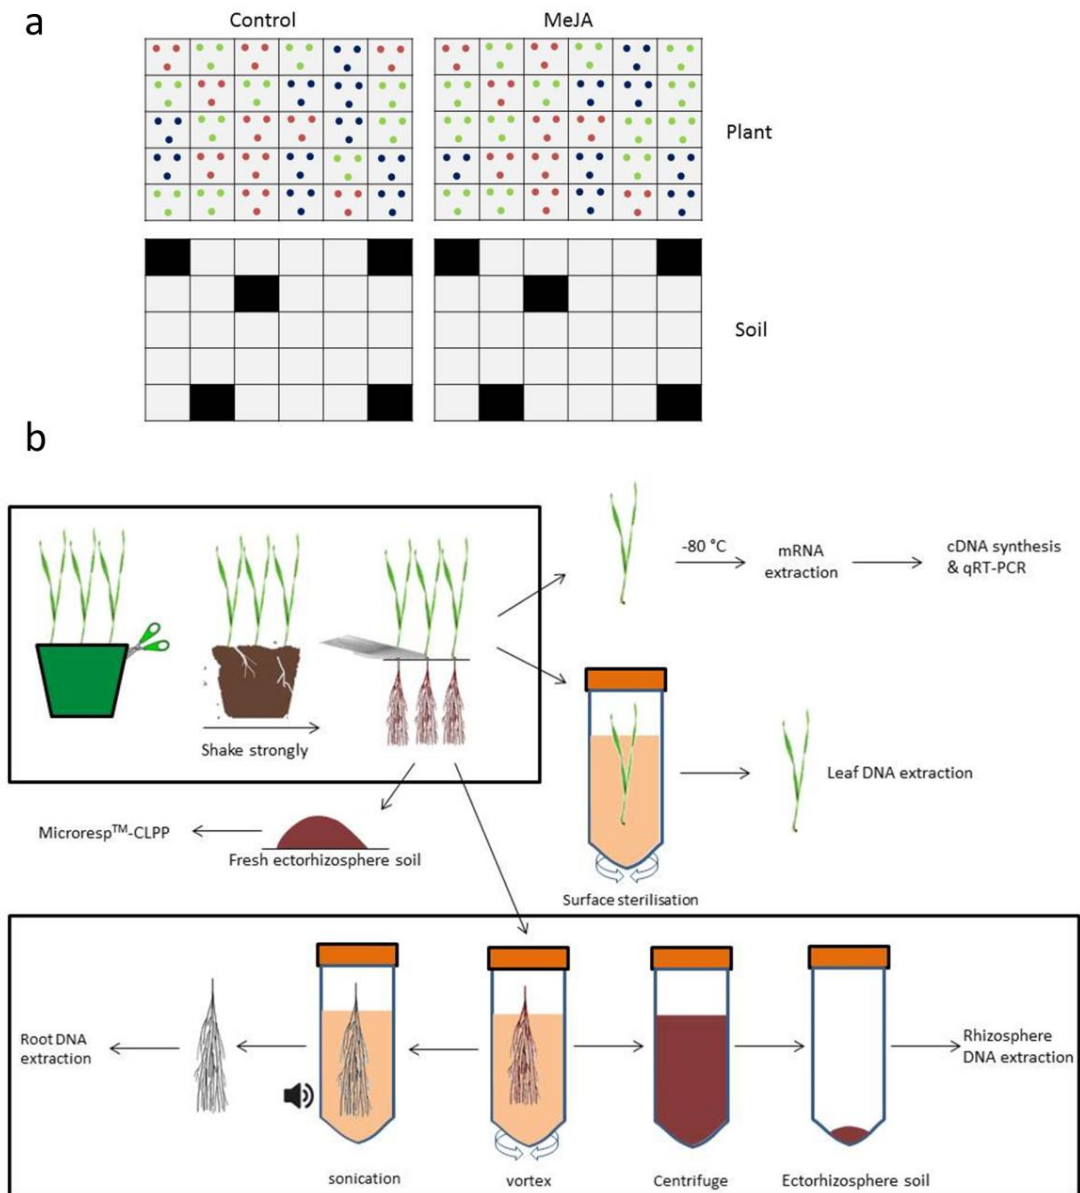 a
Control
MeJA
Plant
Soil
b
-80 °C
mRNA
extraction
cDNA synthesis
& qRT-PCR
Shake strongly
Leaf DNA extraction
Microresp™-CLPP
Fresh ectorhizosphere soil
Surface sterilisation
Root DNA
extraction
Rhizosphere
DNA extraction
sonication
vortex
Centrifuge
Ectorhizosphere soil